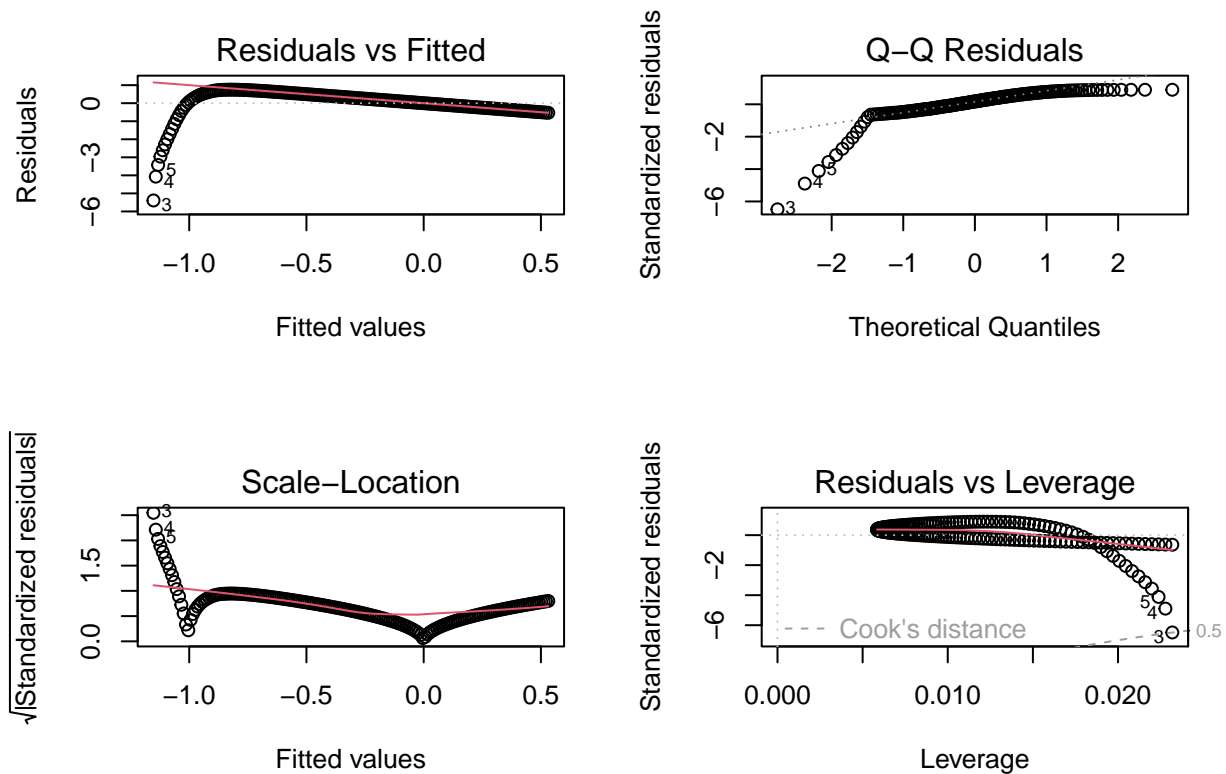 Residuals vs Fitted
Residuals
0
−3
−6
5
4
3
−1.0 −0.5 0.0 0.5
Fitted values
Q−Q Residuals
Standardized residuals
−2
−6
5
4
3
−2 −1 0 1 2
Theoretical Quantiles
Scale−Location
√|Standardized residuals|
1.5
0.0
3
4
5
−1.0 −0.5 0.0 0.5
Fitted values
Residuals vs Leverage
Standardized residuals
−2
−6
5
4
3
Cook's distance
0.5
0.000 0.010 0.020
Leverage